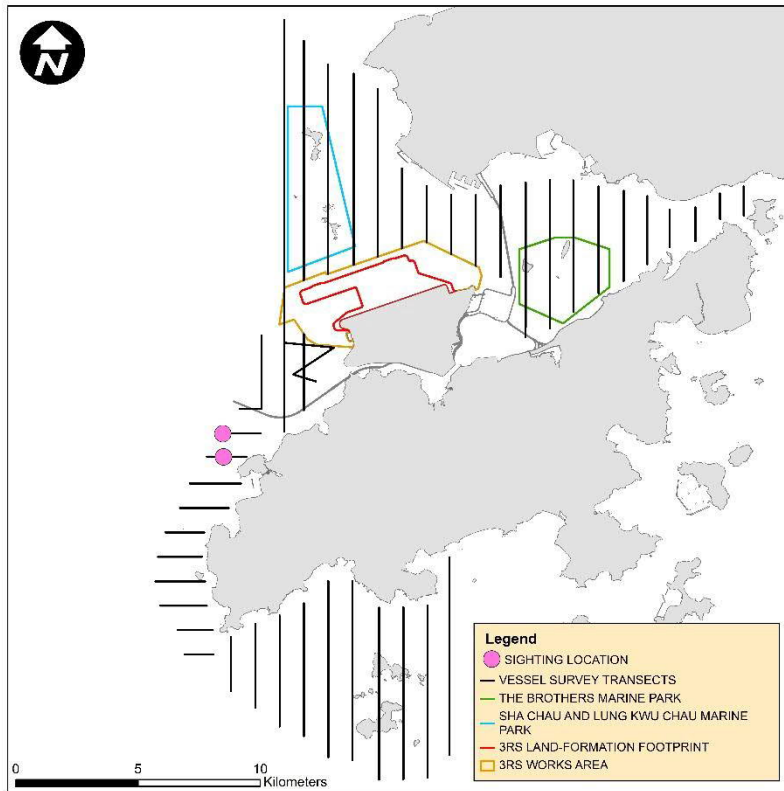 N
Legend
SIGHTING LOCATION
VESSEL SURVEY TRANSECTS
THE BROTHERS MARINE PARK
SHA CHAU AND LUNG KWU CHAU MARINE
PARK
3RS LAND-FORMATION FOOTPRINT
3RS WORKS AREA
0 5 10
Kilometers